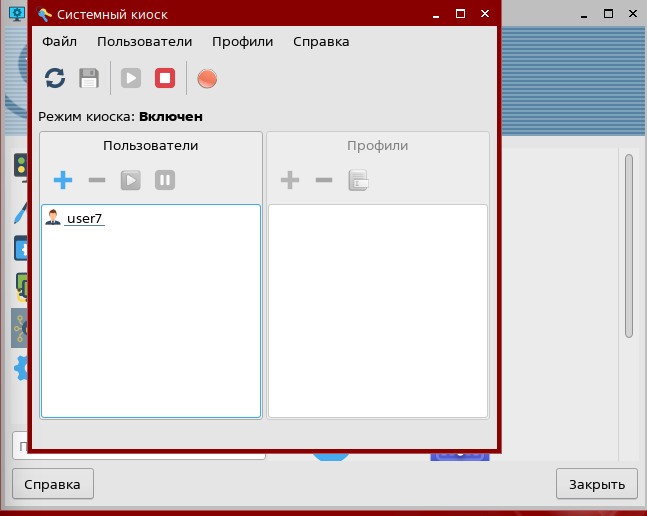 Системный киоск
Файл Пользователи Профили Справка
Режим киоска: Включен
Пользователи Профили
user7
Справка Закрыть